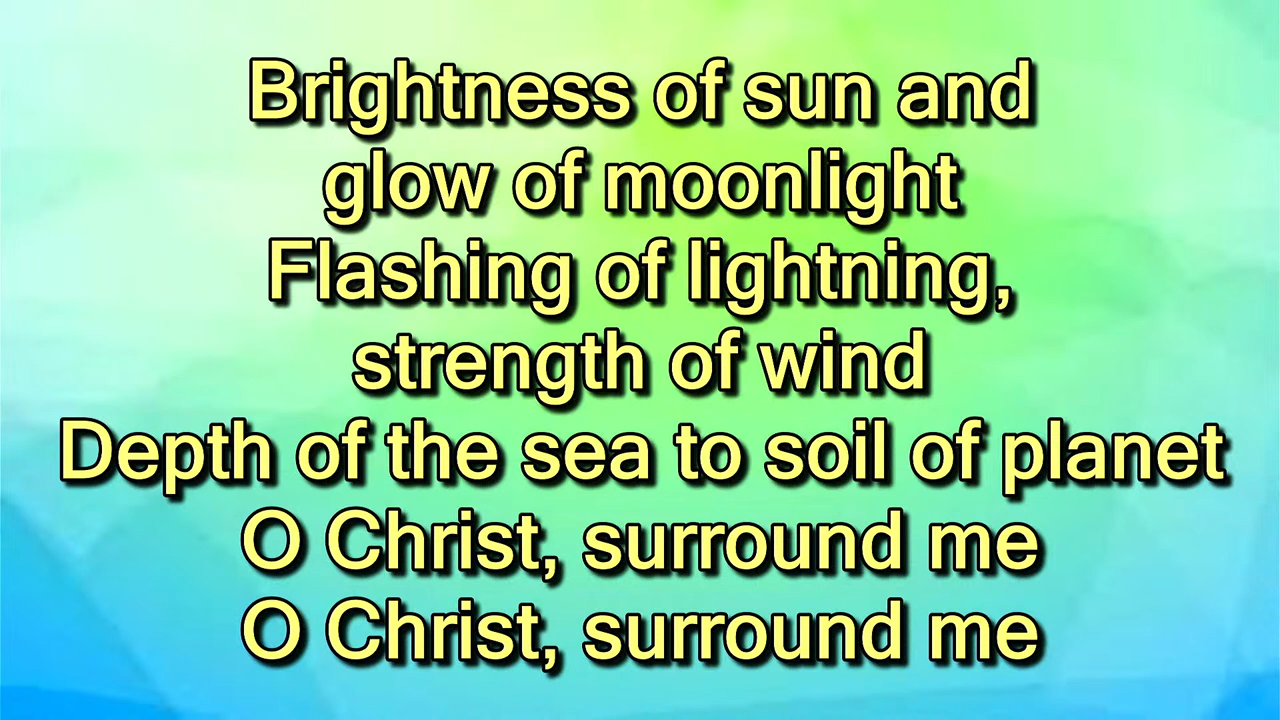 Brightness of sun and
glow of moonlight
Flashing of lightning,
strength of wind
Depth of the sea to soil of planet
O Christ, surround me
O Christ, surround me